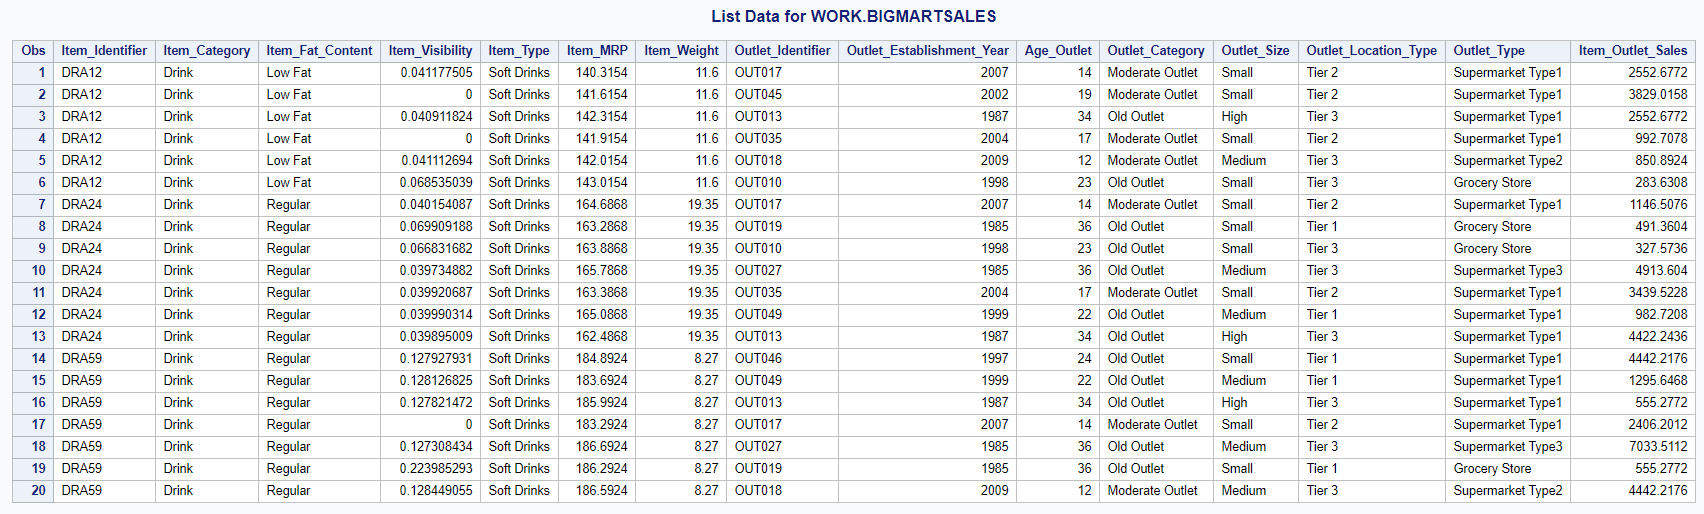 List Data for WORK.BIGMARTSALES
Obs Item_Identifier Item_Category Item_Fat_Content Item_Visibility Item_Type Item_MRP Item_Weight Outlet_Identifier Outlet_Establishment_Year Age_Outlet Outlet_Category Outlet_Size Outlet_Location_Type Outlet_Type Item_Outlet_Sales
1 DRA12 Drink Low Fat 0.041177505 Soft Drinks 140.3154 11.6 OUT017 2007 14 Moderate Outlet Small Tier 2 Supermarket Type1 2552.6772
2 DRA12 Drink Low Fat 0 Soft Drinks 141.6154 11.6 OUT045 2002 19 Moderate Outlet Small Tier 2 Supermarket Type1 3829.0158
3 DRA12 Drink Low Fat 0.040911824 Soft Drinks 142.3154 11.6 OUT013 1987 34 Old Outlet High Tier 3 Supermarket Type1 2552.6772
4 DRA12 Drink Low Fat 0 Soft Drinks 141.9154 11.6 OUT035 2004 17 Moderate Outlet Small Tier 2 Supermarket Type1 992.7078
5 DRA12 Drink Low Fat 0.041112694 Soft Drinks 142.0154 11.6 OUT018 2009 12 Moderate Outlet Medium Tier 3 Supermarket Type2 850.8924
6 DRA12 Drink Low Fat 0.068535039 Soft Drinks 143.0154 11.6 OUT010 1998 23 Old Outlet Small Tier 3 Grocery Store 283.6308
7 DRA24 Drink Regular 0.040154087 Soft Drinks 164.6868 19.35 OUT017 2007 14 Moderate Outlet Small Tier 2 Supermarket Type1 1146.5076
8 DRA24 Drink Regular 0.069909188 Soft Drinks 163.2868 19.35 OUT019 1985 36 Old Outlet Small Tier 1 Grocery Store 491.3604
9 DRA24 Drink Regular 0.066831682 Soft Drinks 163.8868 19.35 OUT010 1998 23 Old Outlet Small Tier 3 Grocery Store 327.5736
10 DRA24 Drink Regular 0.039734882 Soft Drinks 165.7868 19.35 OUT027 1985 36 Old Outlet Medium Tier 3 Supermarket Type3 4913.604
11 DRA24 Drink Regular 0.039920687 Soft Drinks 163.3868 19.35 OUT035 2004 17 Moderate Outlet Small Tier 2 Supermarket Type1 3439.5228
12 DRA24 Drink Regular 0.039990314 Soft Drinks 165.0868 19.35 OUT049 1999 22 Old Outlet Medium Tier 1 Supermarket Type1 982.7208
13 DRA24 Drink Regular 0.039895009 Soft Drinks 162.4868 19.35 OUT013 1987 34 Old Outlet High Tier 3 Supermarket Type1 4422.2436
14 DRA59 Drink Regular 0.127927931 Soft Drinks 184.8924 8.27 OUT046 1997 24 Old Outlet Small Tier 1 Supermarket Type1 4442.2176
15 DRA59 Drink Regular 0.128126825 Soft Drinks 183.6924 8.27 OUT049 1999 22 Old Outlet Medium Tier 1 Supermarket Type1 1295.6468
16 DRA59 Drink Regular 0.127821472 Soft Drinks 185.9924 8.27 OUT013 1987 34 Old Outlet High Tier 3 Supermarket Type1 555.2772
17 DRA59 Drink Regular 0 Soft Drinks 183.2924 8.27 OUT017 2007 14 Moderate Outlet Small Tier 2 Supermarket Type1 2406.2012
18 DRA59 Drink Regular 0.127308434 Soft Drinks 186.6924 8.27 OUT027 1985 36 Old Outlet Medium Tier 3 Supermarket Type3 7033.5112
19 DRA59 Drink Regular 0.223985293 Soft Drinks 186.2924 8.27 OUT019 1985 36 Old Outlet Small Tier 1 Grocery Store 555.2772
20 DRA59 Drink Regular 0.128449055 Soft Drinks 186.5924 8.27 OUT018 2009 12 Moderate Outlet Medium Tier 3 Supermarket Type2 4442.2176